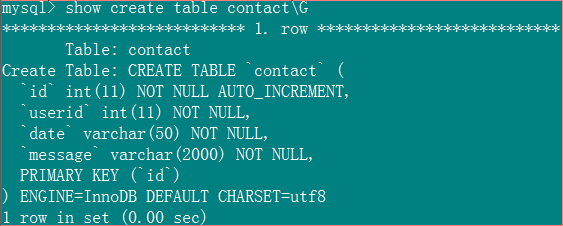 mysql> show create table contact\G
*************************** 1. row ***************************
Table: contact
Create Table: CREATE TABLE `contact` (
`id` int(11) NOT NULL AUTO_INCREMENT,
`userid` int(11) NOT NULL,
`date` varchar(50) NOT NULL,
`message` varchar(2000) NOT NULL,
PRIMARY KEY (`id`)
) ENGINE=InnoDB DEFAULT CHARSET=utf8
1 row in set (0.00 sec)